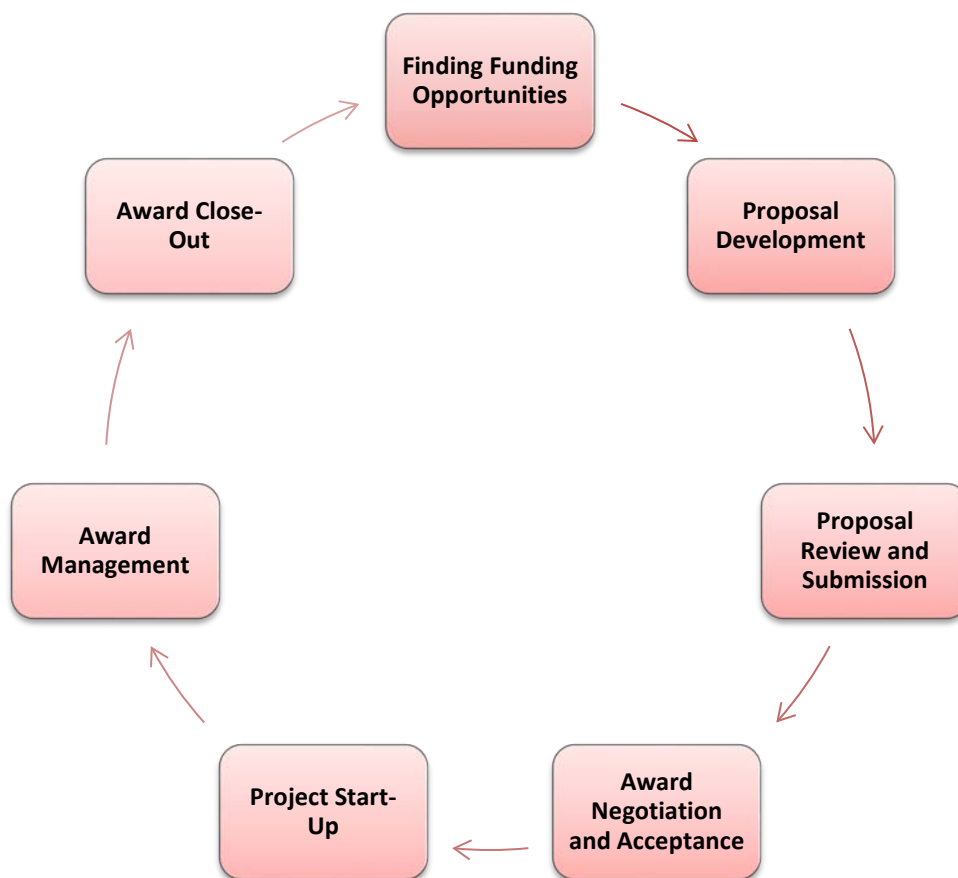 Finding Funding
Opportunities
Proposal
Development
Proposal
Review and
Submission
Award
Negotiation
and Acceptance
Project Start-
Up
Award
Management
Award Close-
Out